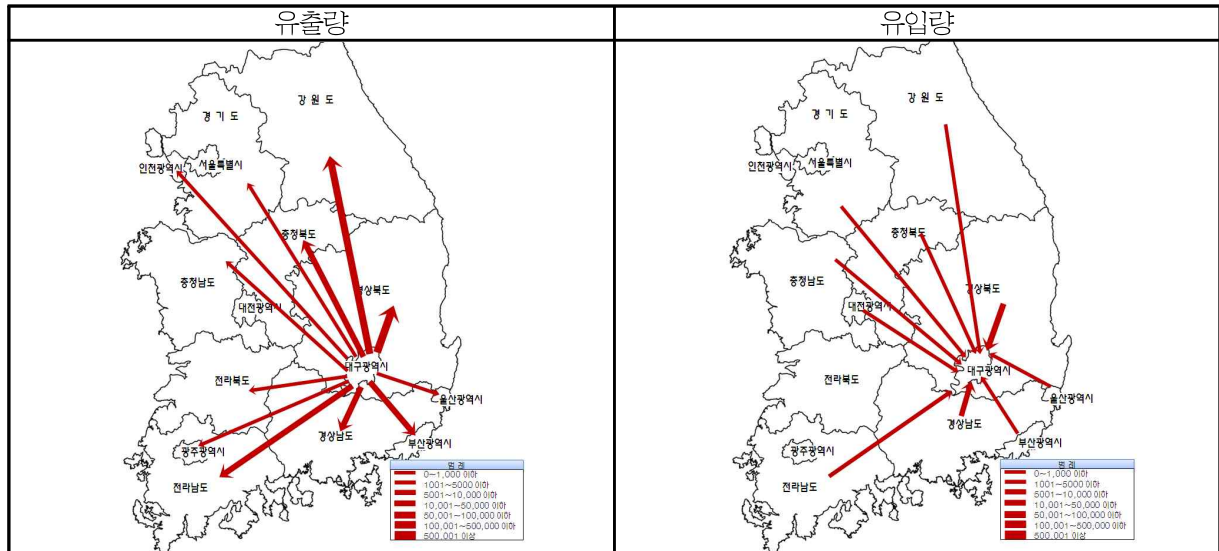 유출량
유입량
강 원 도
경 기 도
서울특별시
인천광역시
충청북도
충청남도
경상북도
대전광역시
대구광역시
전라북도
울산광역시
경상남도
부산광역시
광주광역시
전라남도
범 례
0~1,000 이하
1001~5000 이하
5001~10,000 이하
10,001~50,000 이하
50,001~100,000 이하
100,001~500,000 이하
500,001 이상
강 원 도
경 기 도
서울특별시
인천광역시
충청북도
충청남도
경상북도
대전광역시
대구광역시
전라북도
울산광역시
경상남도
부산광역시
광주광역시
전라남도
범 례
0~1,000 이하
1001~5000 이하
5001~10,000 이하
10,001~50,000 이하
50,001~100,000 이하
100,001~500,000 이하
500,001 이상